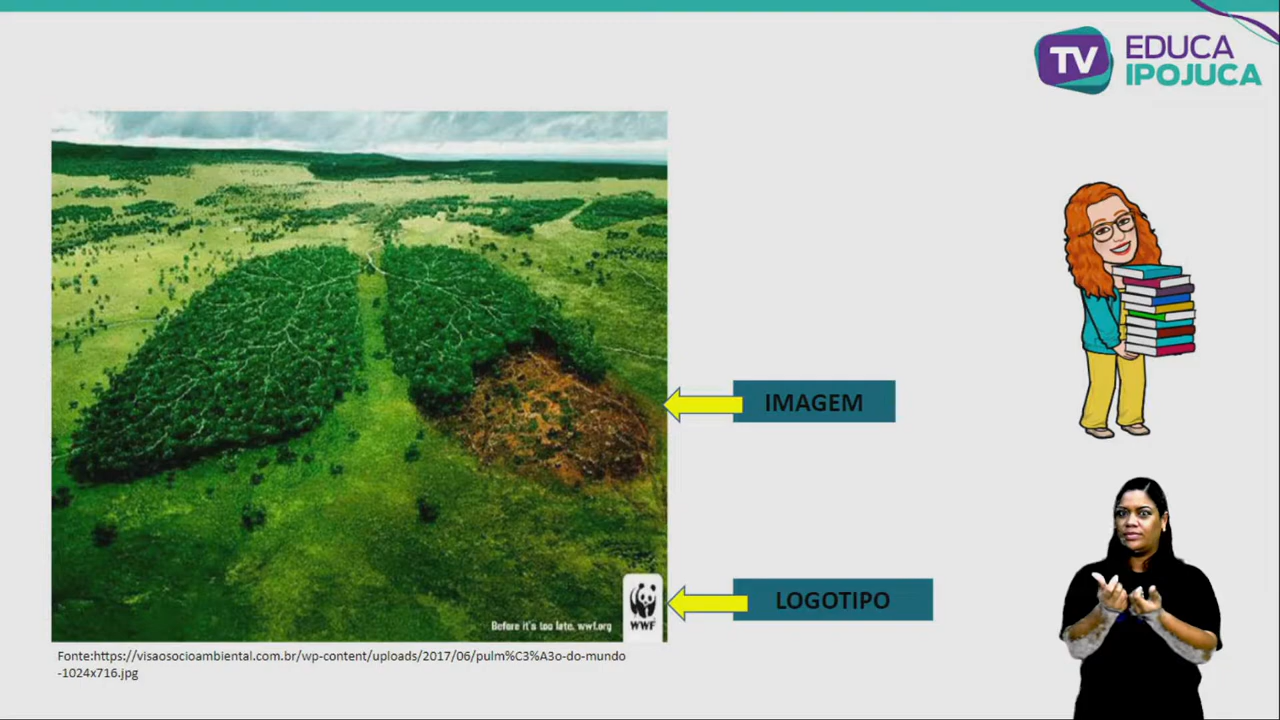 TV EDUCA
IPOJUCA
IMAGEM
LOGOTIPO
WWF
Before it's too late. wwf.org
Fonte:https://visaosocioambiental.com.br/wp-content/uploads/2017/06/pulm%C3%A3o-do-mundo
-1024x716.jpg